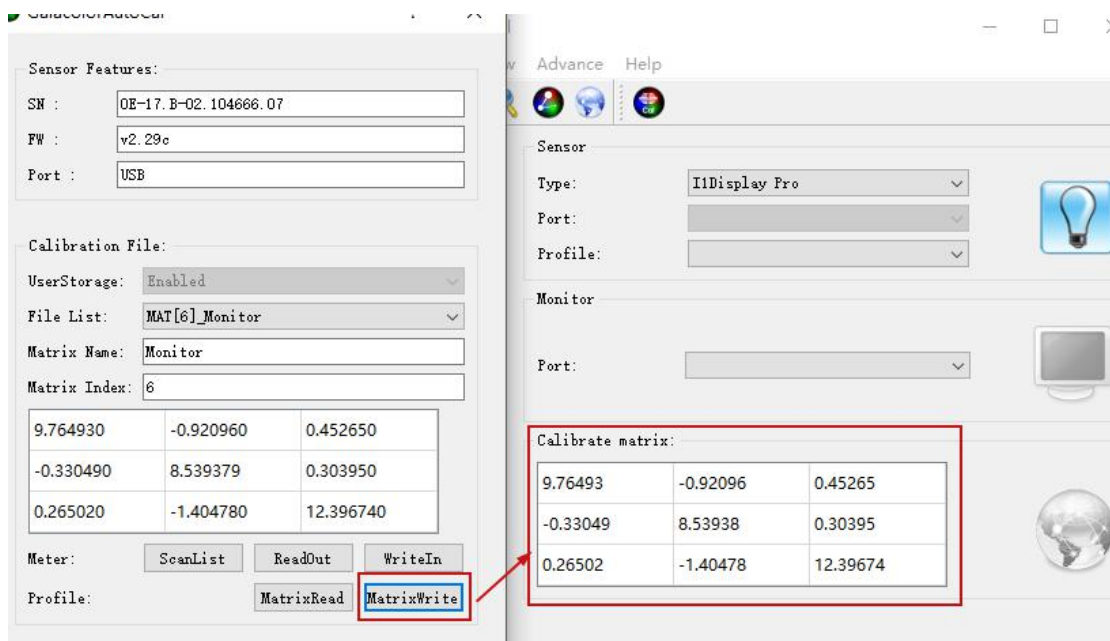 Advance Help
Sensor Features:
SN : OE-17.B-02.104666.07
FW : v2.29c
Port : USB
Calibration File:
UserStorage: Enabled
File List: MAT[6]_Monitor
Matrix Name: Monitor
Matrix Index: 6
9.764930 -0.920960 0.452650
-0.330490 8.539379 0.303950
0.265020 -1.404780 12.396740
Meter: ScanList ReadOut WriteIn
Profile: MatrixRead MatrixWrite
Sensor
Type: I1Display Pro
Port:
Profile:
Monitor
Port:
Calibrate matrix:
9.76493 -0.92096 0.45265
-0.33049 8.53938 0.30395
0.26502 -1.40478 12.39674